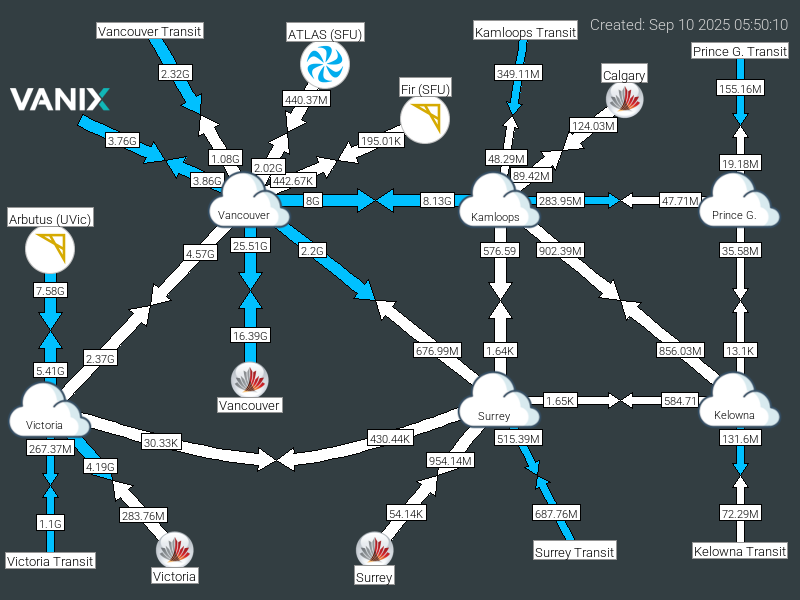 Created: Sep 10 2025 05:50:10
Vancouver Transit
ATLAS (SFU)
Kamloops Transit
Prince G. Transit
2.32G
349.11M
Calgary
155.16M
VANIX
440.37M
Fir (SFU)
3.76G
195.01K
124.03M
1.08G
2.02G
48.29M
19.18M
3.86G
442.67K
89.42M
8G
8.13G
283.95M
47.71M
Arbutus (UVic)
Vancouver
Kamloops
Prince G.
4.57G
25.51G
2.2G
576.59
902.39M
35.58M
7.58G
16.39G
5.41G
2.37G
676.99M
1.64K
856.03M
13.1K
Vancouver
1.65K
584.71
Victoria
Surrey
Kelowna
267.37M
30.33K
430.44K
515.39M
131.6M
4.19G
954.14M
1.1G
283.76M
54.14K
687.76M
72.29M
Victoria Transit
Victoria
Surrey
Surrey Transit
Kelowna Transit